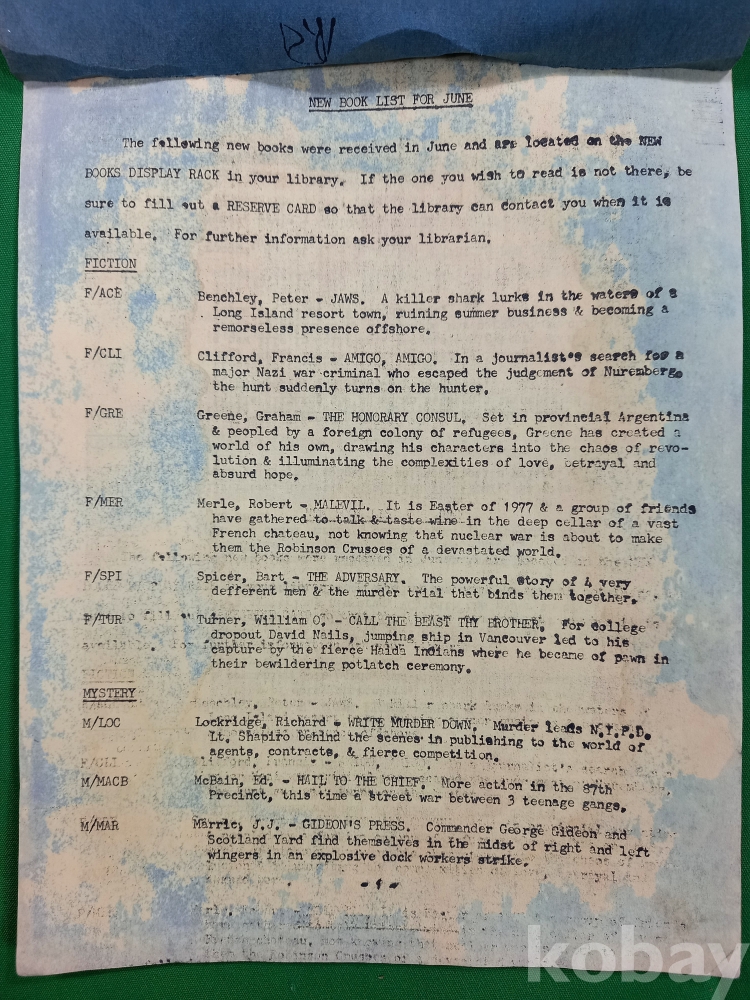 NEW BOOK LIST FOR JUNE
The following new books were received in June and are located on the NEW
BOOKS DISPLAY RACK in your library. If the one you wish to read is not there, be
sure to fill out a RESERVE CARD so that the library can contact you when it is
available. For further information ask your librarian.
FICTION
F/ACE Benchley, Peter - JAWS. A killer shark lurks in the waters of a
Long Island resort town, ruining summer business & becoming a
remorseless presence offshore.
F/CLI Clifford, Francis - AMIGO, AMIGO. In a journalist's search for a
major Nazi war criminal who escaped the judgement of Nuremberg,
the hunt suddenly turns on the hunter.
F/GRE Greene, Graham - THE HONORARY CONSUL. Set in provincial Argentina
& peopled by a foreign colony of refugees, Greene has created a
world of his own, drawing his characters into the chaos of revo-
lution & illuminating the complexities of love, betrayal and
absurd hope.
F/MER Merle, Robert - MALEVIL. It is Easter of 1977 & a group of friends
have gathered to talk & taste wine in the deep cellar of a vast
French chateau, not knowing that nuclear war is about to make
them the Robinson Crusoes of a devastated world.
F/SPI Spicer, Bart - THE ADVERSARY. The powerful story of 4 very
defferent men & the murder trial that binds them together.
F/TUR Turner, William O. - CALL THE BEAST THY BROTHER. For college
dropout David Nails, jumping ship in Vancouver led to his
capture by the fierce Haida Indians where he became of pawn in
their bewildering potlatch ceremony.
MYSTERY
M/LOC Lockridge, Richard - WRITE MURDER DOWN. Murder leads N.Y.P.D.
Lt. Shapiro behind the scenes in publishing to the world of
agents, contracts, & fierce competition.
M/MACB McBain, Ed. - HAIL TO THE CHIEF. More action in the 87th
Precinct, this time a street war between 3 teenage gangs.
M/MAR Marric, J.J. - GIDEON'S PRESS. Commander George Gideon and
Scotland Yard find themselves in the midst of right and left
wingers in an explosive dock workers strike.
- 1 -
kobay